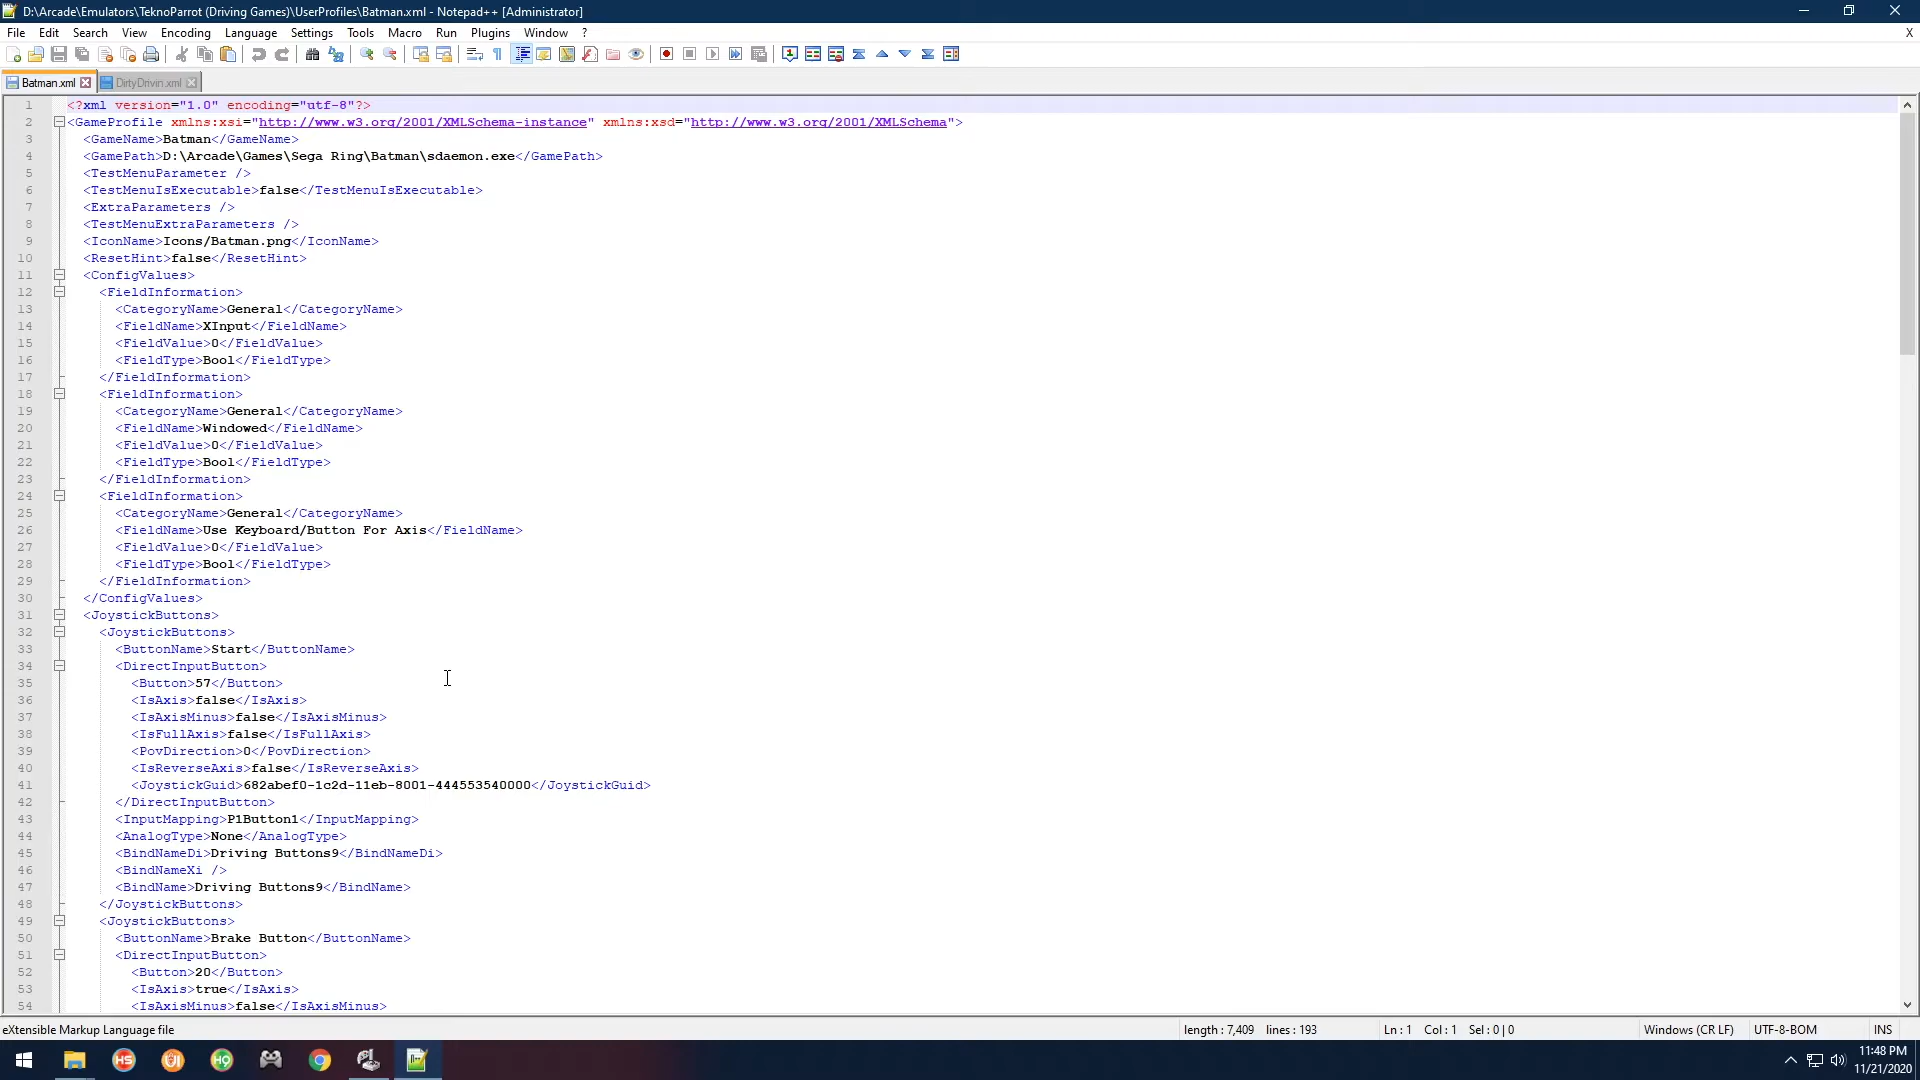 D:\Arcade\Emulators\TeknoParrot (Driving Games)\UserProfiles\Batman.xml - Notepad++ [Administrator]
File Edit Search View Encoding Language Settings Tools Macro Run Plugins Window ? X
Batman.xml DirtyDrivin.xml
1 <?xml version="1.0" encoding="utf-8"?>
2 <GameProfile xmlns:xsi="http://www.w3.org/2001/XMLSchema-instance" xmlns:xsd="http://www.w3.org/2001/XMLSchema">
3 <GameName>Batman</GameName>
4 <GamePath>D:\Arcade\Games\Sega Ring\Batman\sdaemon.exe</GamePath>
5 <TestMenuParameter />
6 <TestMenuIsExecutable>false</TestMenuIsExecutable>
7 <ExtraParameters />
8 <TestMenuExtraParameters />
9 <IconName>Icons/Batman.png</IconName>
10 <ResetHint>false</ResetHint>
11 <ConfigValues>
12 <FieldInformation>
13 <CategoryName>General</CategoryName>
14 <FieldName>XInput</FieldName>
15 <FieldValue>0</FieldValue>
16 <FieldType>Bool</FieldType>
17 </FieldInformation>
18 <FieldInformation>
19 <CategoryName>General</CategoryName>
20 <FieldName>Windowed</FieldName>
21 <FieldValue>0</FieldValue>
22 <FieldType>Bool</FieldType>
23 </FieldInformation>
24 <FieldInformation>
25 <CategoryName>General</CategoryName>
26 <FieldName>Use Keyboard/Button For Axis</FieldName>
27 <FieldValue>0</FieldValue>
28 <FieldType>Bool</FieldType>
29 </FieldInformation>
30 </ConfigValues>
31 <JoystickButtons>
32 <JoystickButtons>
33 <ButtonName>Start</ButtonName>
34 <DirectInputButton>
35 <Button>57</Button>
36 <IsAxis>false</IsAxis>
37 <IsAxisMinus>false</IsAxisMinus>
38 <IsFullAxis>false</IsFullAxis>
39 <PovDirection>0</PovDirection>
40 <IsReverseAxis>false</IsReverseAxis>
41 <JoystickGuid>682abef0-1c2d-11eb-8001-444553540000</JoystickGuid>
42 </DirectInputButton>
43 <InputMapping>P1Button1</InputMapping>
44 <AnalogType>None</AnalogType>
45 <BindNameDi>Driving Buttons9</BindNameDi>
46 <BindNameXi />
47 <BindName>Driving Buttons9</BindName>
48 </JoystickButtons>
49 <JoystickButtons>
50 <ButtonName>Brake Button</ButtonName>
51 <DirectInputButton>
52 <Button>20</Button>
53 <IsAxis>true</IsAxis>
54 <IsAxisMinus>false</IsAxisMinus>
eXtensible Markup Language file length : 7,409 lines : 193 Ln : 1 Col : 1 Sel : 0 | 0 Windows (CR LF) UTF-8-BOM INS
HS HQ 11:48 PM
11/21/2020